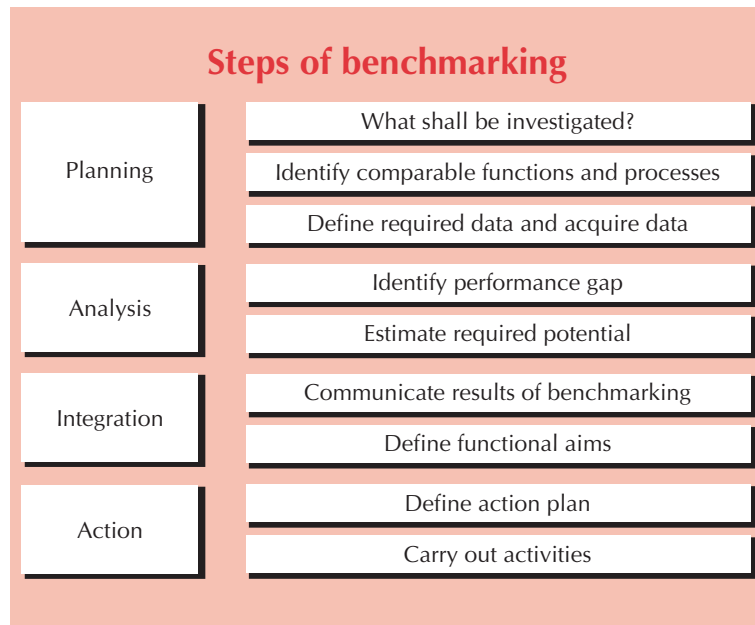 Steps of benchmarking
Planning
What shall be investigated?
Identify comparable functions and processes
Define required data and acquire data
Analysis
Identify performance gap
Estimate required potential
Integration
Communicate results of benchmarking
Define functional aims
Action
Define action plan
Carry out activities